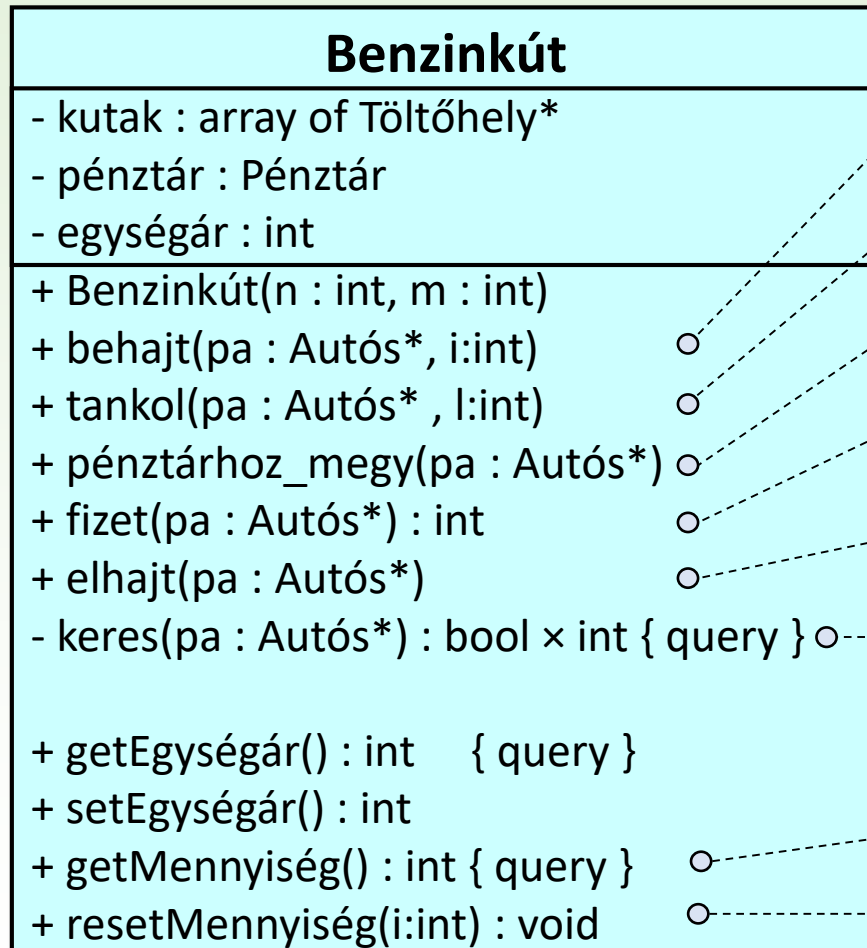 Benzinkút
- kutak : array of Töltőhely*
- pénztár : Pénztár
- egységár : int
+ Benzinkút(n : int, m : int)
+ behajt(pa : Autós*, i:int)
+ tankol(pa : Autós* , l:int)
+ pénztárhoz_megy(pa : Autós*)
+ fizet(pa : Autós*) : int
+ elhajt(pa : Autós*)
- keres(pa : Autós*) : bool × int { query }
+ getEgységár() : int { query }
+ setEgységár() : int
+ getMennyiség() : int { query }
+ resetMennyiség(i:int) : void